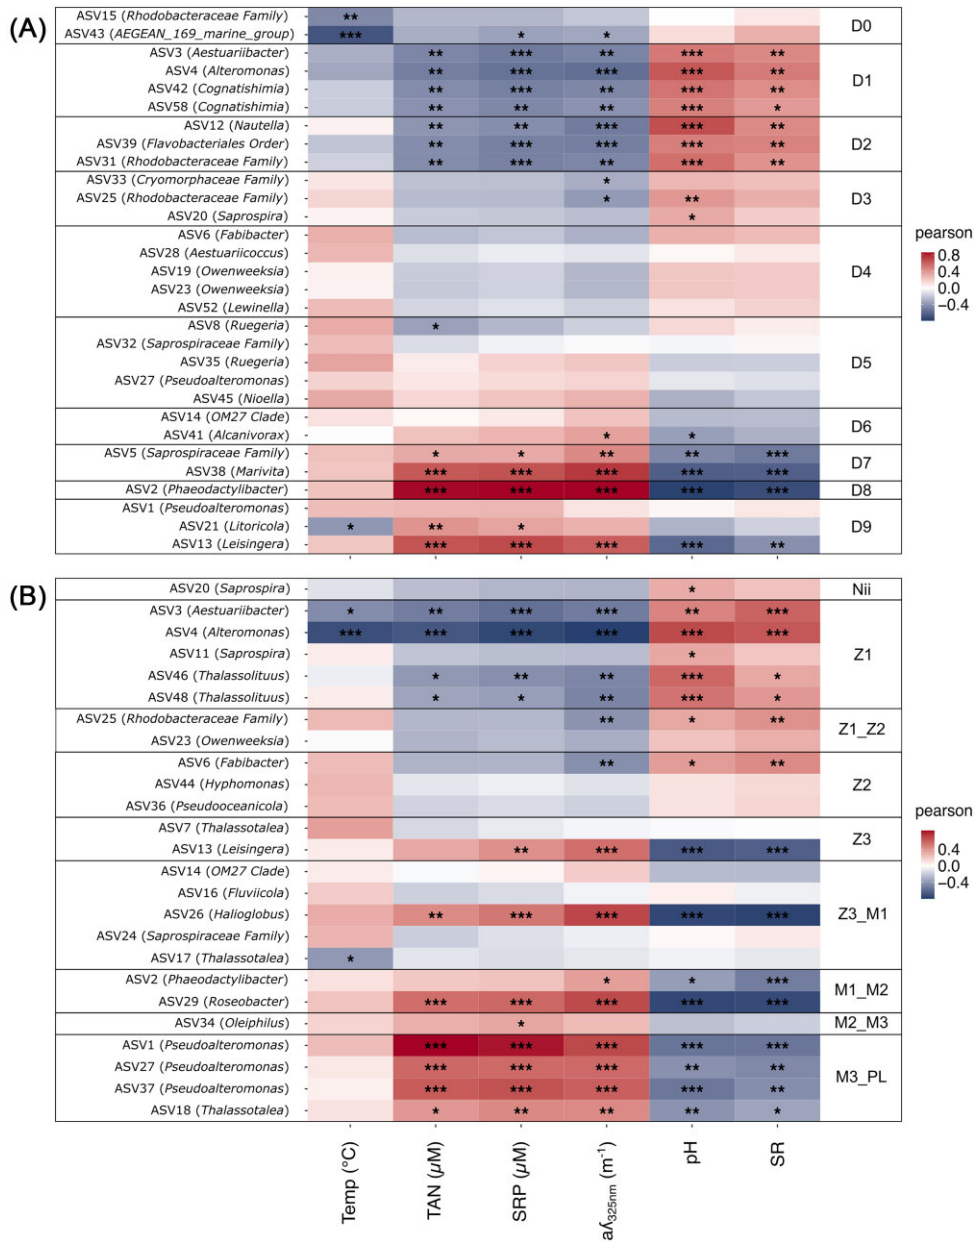 (A)
ASV15 (Rhodobacteraceae Family) ** D0
ASV43 (AEGEAN_169_marine_group) *** * *
ASV3 (Aestuariibacter) ** *** ** *** ** D1
ASV4 (Alteromonas) ** *** *** *** **
ASV42 (Cognatishimia) ** *** ** *** **
ASV58 (Cognatishimia) ** ** ** *** *
ASV12 (Nautella) ** ** *** *** ** D2
ASV39 (Flavobacteriales Order) ** *** *** *** **
ASV31 (Rhodobacteraceae Family) ** *** ** *** **
ASV33 (Cryomorphaceae Family) * D3
ASV25 (Rhodobacteraceae Family) * **
ASV20 (Saprospira) *
ASV6 (Fabibacter) D4
ASV28 (Aestuariicoccus)
ASV19 (Owenweeksia)
ASV23 (Owenweeksia)
ASV52 (Lewinella)
ASV8 (Ruegeria) * D5
ASV32 (Saprospiraceae Family)
ASV35 (Ruegeria)
ASV27 (Pseudoalteromonas)
ASV45 (Nioella)
ASV14 (OM27 Clade) D6
ASV41 (Alcanivorax) * *
ASV5 (Saprospiraceae Family) * * ** ** *** D7
ASV38 (Marivita) *** *** *** *** ***
ASV2 (Phaeodactylibacter) *** *** *** *** *** D8
ASV1 (Pseudoalteromonas) D9
ASV21 (Litoricola) * ** *
ASV13 (Leisingera) *** *** *** *** **
pearson
0.8
0.4
0.0
−0.4
(B)
ASV20 (Saprospira) * Nii
ASV3 (Aestuariibacter) * ** *** *** ** *** Z1
ASV4 (Alteromonas) *** *** *** *** *** ***
ASV11 (Saprospira) *
ASV46 (Thalassolituus) * ** ** *** *
ASV48 (Thalassolituus) * * ** *** *
ASV25 (Rhodobacteraceae Family) ** * ** Z1_Z2
ASV23 (Owenweeksia)
ASV6 (Fabibacter) ** * ** Z2
ASV44 (Hyphomonas)
ASV36 (Pseudooceanicola)
ASV7 (Thalassotalea) Z3
ASV13 (Leisingera) ** *** *** ***
ASV14 (OM27 Clade) Z3_M1
ASV16 (Fluviicola)
ASV26 (Halioglobus) ** *** *** *** ***
ASV24 (Saprospiraceae Family)
ASV17 (Thalassotalea) *
ASV2 (Phaeodactylibacter) * * *** M1_M2
ASV29 (Roseobacter) *** *** *** *** ***
ASV34 (Oleiphilus) * M2_M3
ASV1 (Pseudoalteromonas) *** *** *** *** *** M3_PL
ASV27 (Pseudoalteromonas) *** *** *** ** **
ASV37 (Pseudoalteromonas) *** *** *** *** **
ASV18 (Thalassotalea) * ** ** ** *
pearson
0.4
0.0
−0.4
Temp (°C)
TAN (µM)
SRP (µM)
aʎ325nm (m-1)
pH
SR